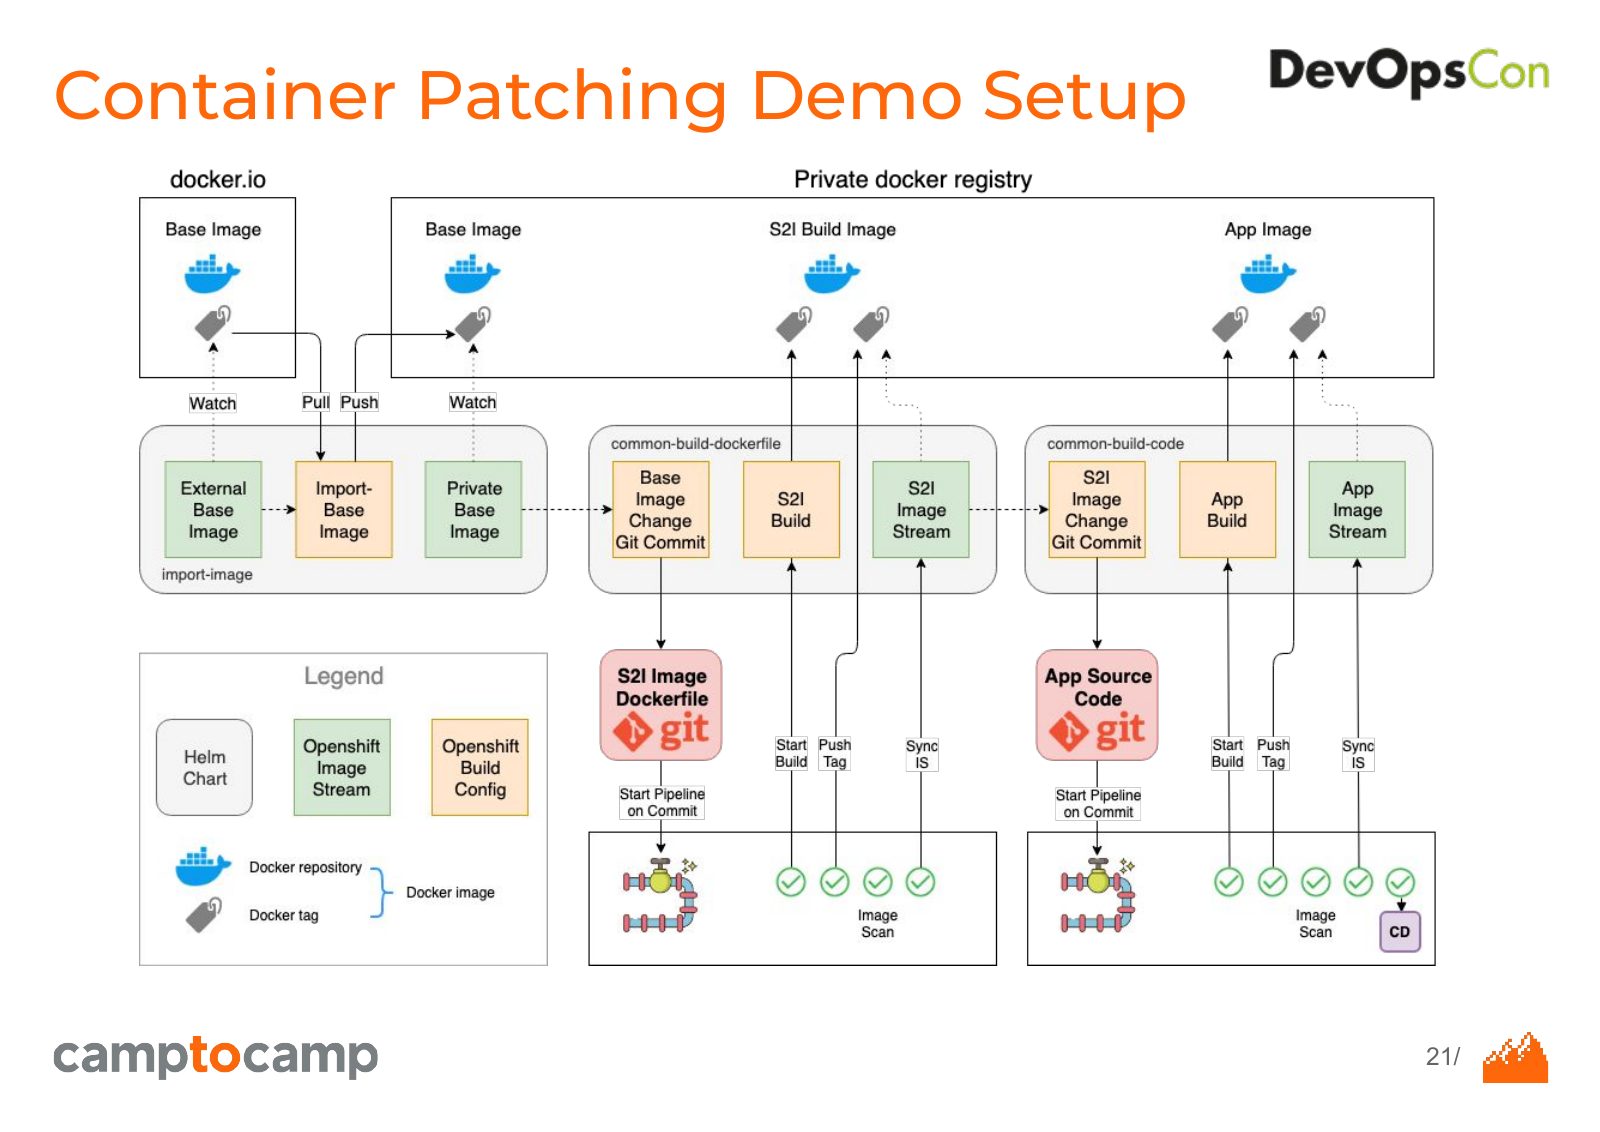 Container Patching Demo Setup
DevOpsCon
docker.io
Private docker registry
Base Image
Base Image
S2I Build Image
App Image
Watch
Pull
Push
Watch
common-build-dockerfile
common-build-code
External
Base
Image
Import-
Base
Image
Private
Base
Image
Base
Image
Change
Git Commit
S2I
Build
S2I
Image
Stream
S2I
Image
Change
Git Commit
App
Build
App
Image
Stream
import-image
Legend
Helm
Chart
Openshift
Image
Stream
Openshift
Build
Config
Docker repository
Docker tag
Docker image
S2I Image
Dockerfile
git
Start
Build
Push
Tag
Sync
IS
Start Pipeline
on Commit
Image
Scan
App Source
Code
git
Start
Build
Push
Tag
Sync
IS
Start Pipeline
on Commit
Image
Scan
CD
camptocamp
21/